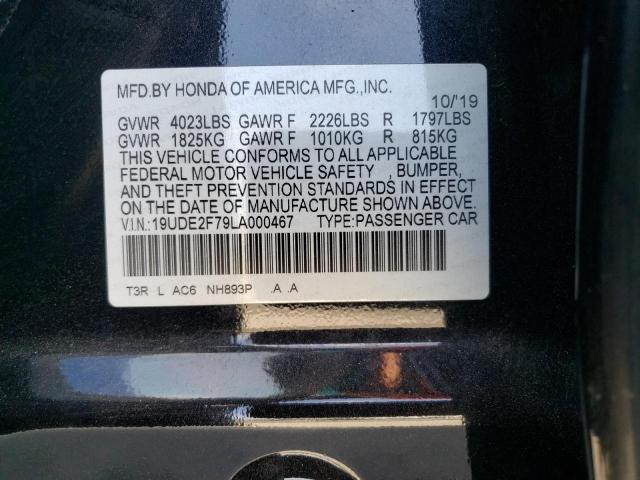 MFD.BY HONDA OF AMERICA MFG.,INC.
10/'19
GVWR 4023LBS GAWR F 2226LBS R 1797LBS
GVWR 1825KG GAWR F 1010KG R 815KG
THIS VEHICLE CONFORMS TO ALL APPLICABLE
FEDERAL MOTOR VEHICLE SAFETY , BUMPER,
AND THEFT PREVENTION STANDARDS IN EFFECT
ON THE DATE OF MANUFACTURE SHOWN ABOVE.
V.I.N.: 19UDE2F79LA000467 TYPE:PASSENGER CAR
T3R L AC6 NH893P .A .A